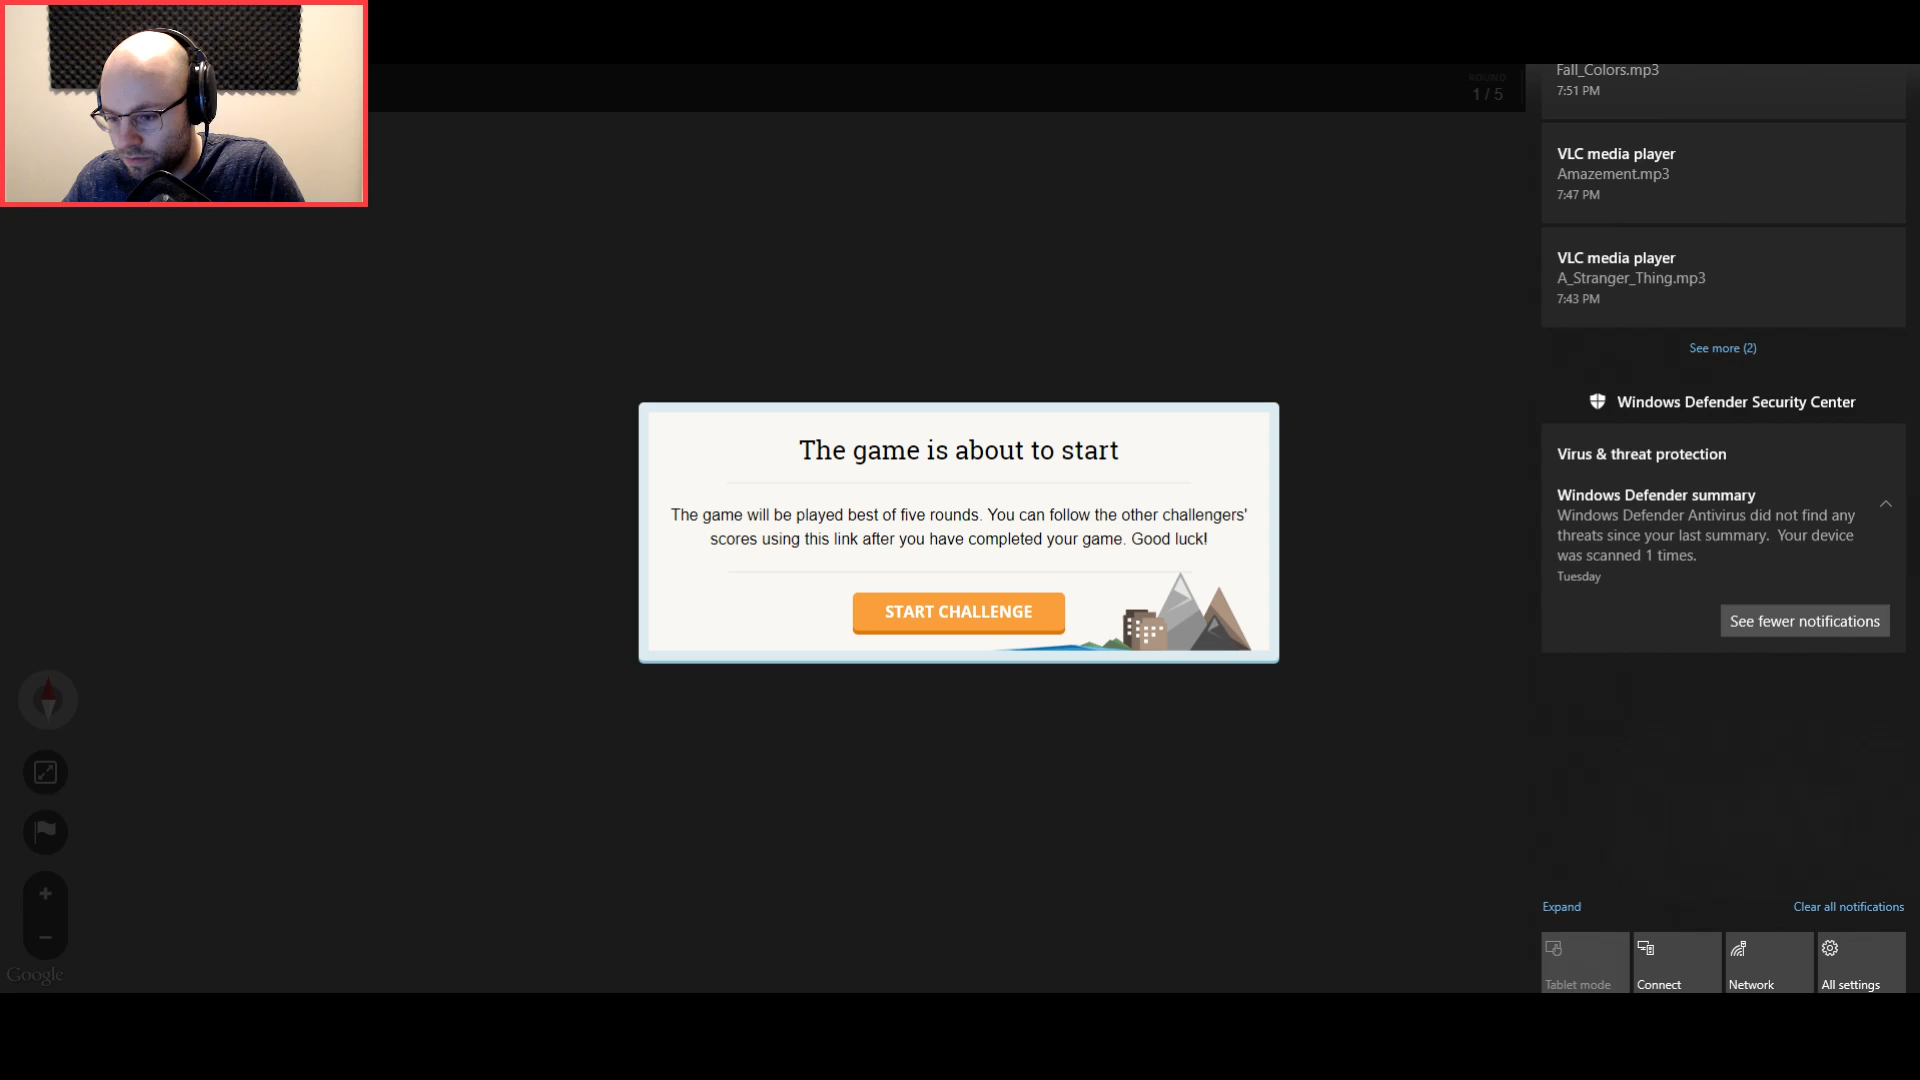 ROUND
1 / 5
Fall_Colors.mp3
7:51 PM
VLC media player
Amazement.mp3
7:47 PM
VLC media player
A_Stranger_Thing.mp3
7:43 PM
See more (2)
Windows Defender Security Center
Virus & threat protection
Windows Defender summary
Windows Defender Antivirus did not find any
threats since your last summary.  Your device
was scanned 1 times.
Tuesday
See fewer notifications
The game is about to start
The game will be played best of five rounds. You can follow the other challengers'
scores using this link after you have completed your game. Good luck!
START CHALLENGE
Google
Expand
Clear all notifications
Tablet mode
Connect
Network
All settings